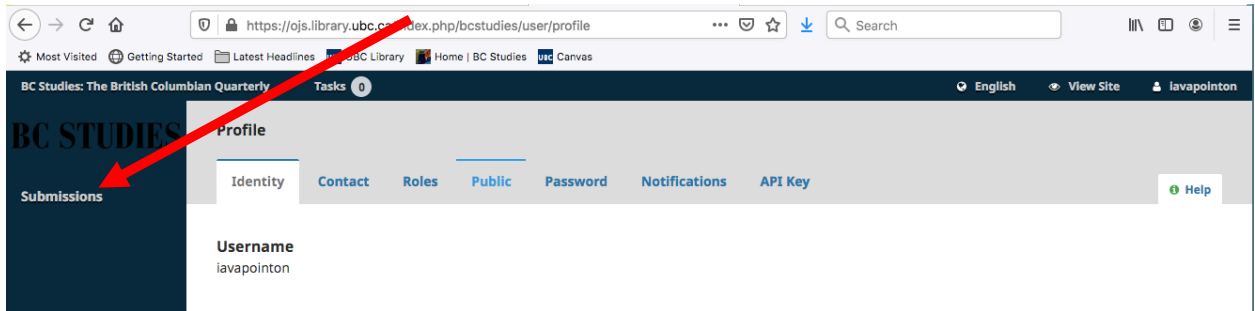 https://ojs.library.ubc.ca/index.php/bcstudies/user/profile
Search
Most Visited Getting Started Latest Headlines UBC Library Home | BC Studies UBC Canvas
BC Studies: The British Columbian Quarterly Tasks 0 English View Site iavapointon
BC STUDIES
Profile
Submissions
Identity Contact Roles Public Password Notifications API Key
Help
Username
iavapointon